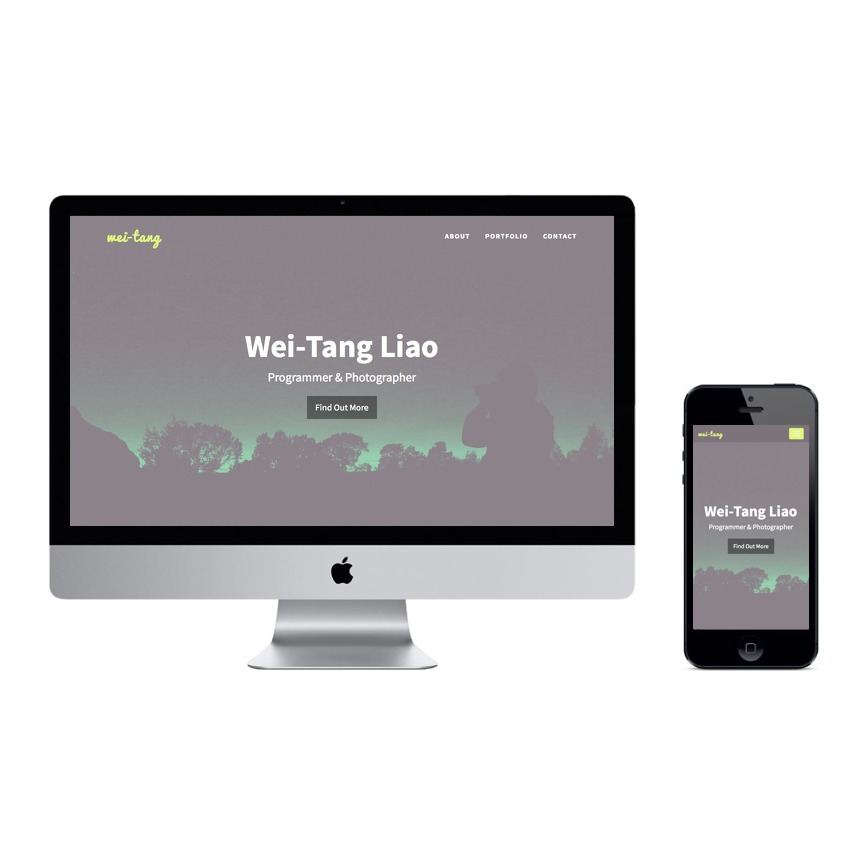 wei-tang
ABOUT PORTFOLIO CONTACT
Wei-Tang Liao
Programmer & Photographer
Find Out More
wei-tang
Wei-Tang Liao
Programmer & Photographer
Find Out More